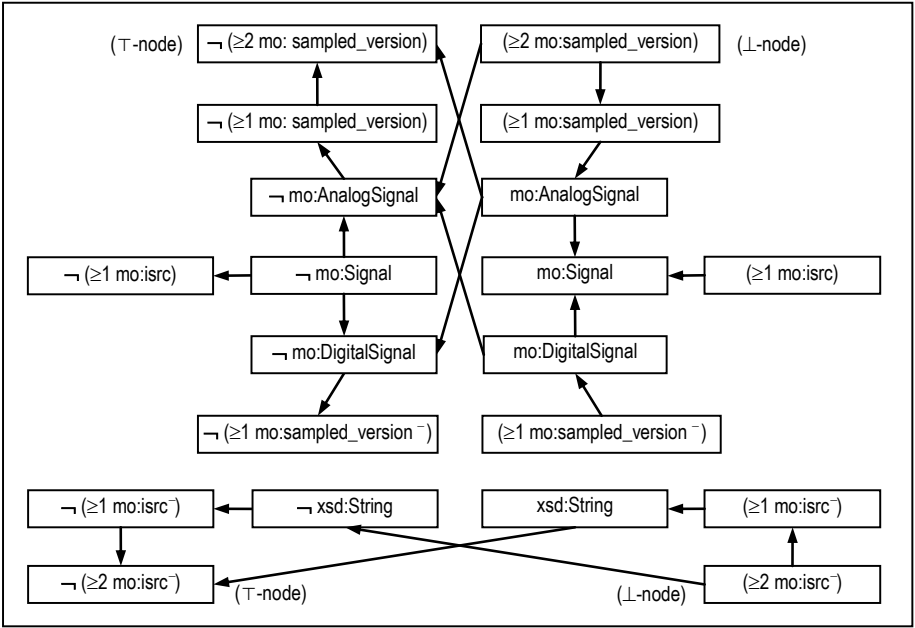 (⊤-node)
¬ (≥2 mo: sampled_version)
(≥2 mo:sampled_version)
(⊥-node)
¬ (≥1 mo: sampled_version)
(≥1 mo:sampled_version)
¬ mo:AnalogSignal
mo:AnalogSignal
¬ (≥1 mo:isrc)
¬ mo:Signal
mo:Signal
(≥1 mo:isrc)
¬ mo:DigitalSignal
mo:DigitalSignal
¬ (≥1 mo:sampled_version⁻)
(≥1 mo:sampled_version⁻)
¬ (≥1 mo:isrc⁻)
¬ xsd:String
xsd:String
(≥1 mo:isrc⁻)
¬ (≥2 mo:isrc⁻)
(⊤-node)
(⊥-node)
(≥2 mo:isrc⁻)